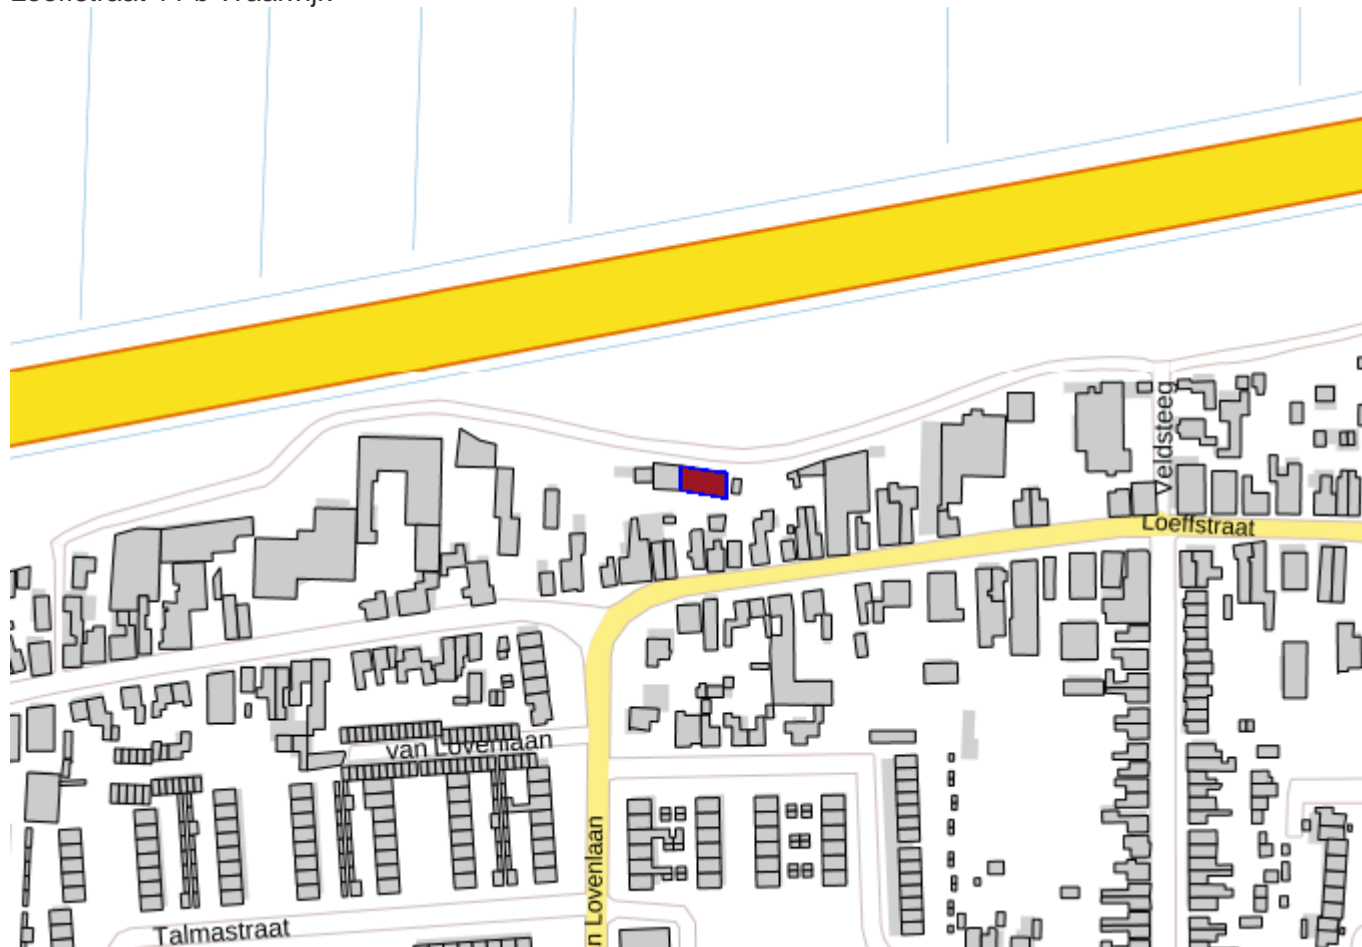 Veldsteeg
Loeffstraat
van Lovenlaan
n Lovenlaan
Talmastraat